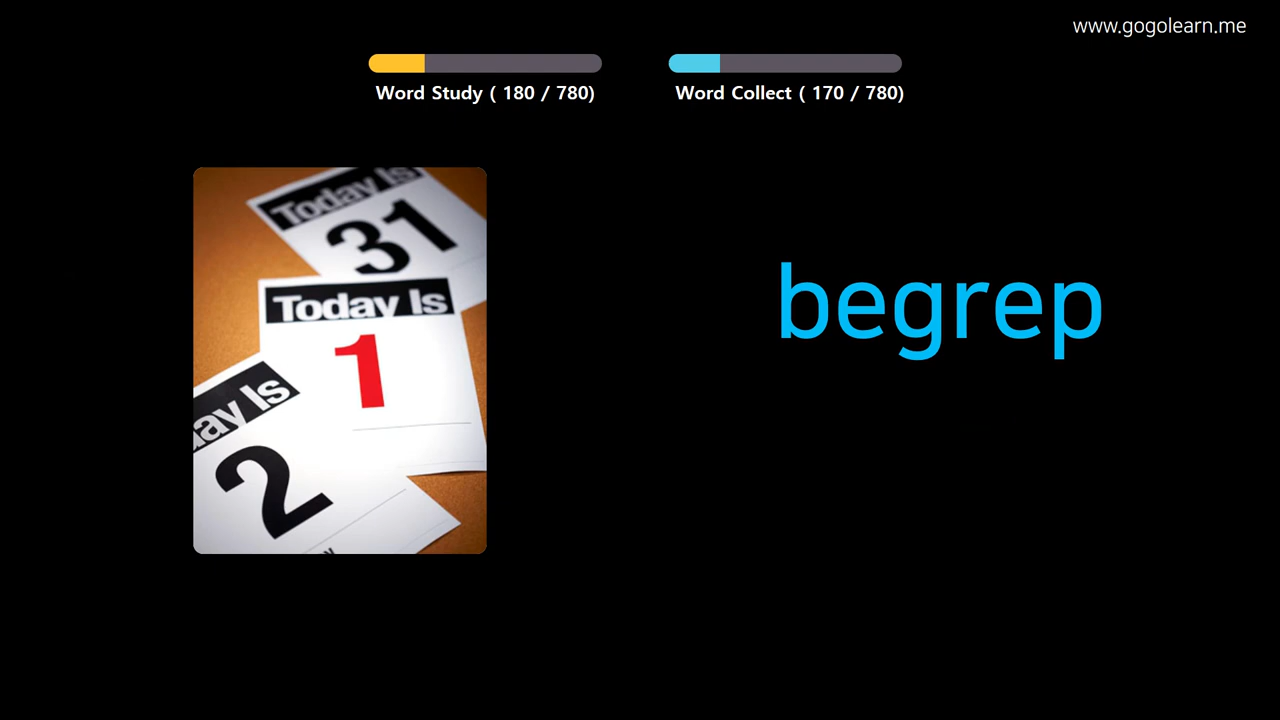 www.gogolearn.me
Word Study ( 180 / 780)
Word Collect ( 170 / 780)
Today Is
31
Today Is
1
begrep
ay Is
2